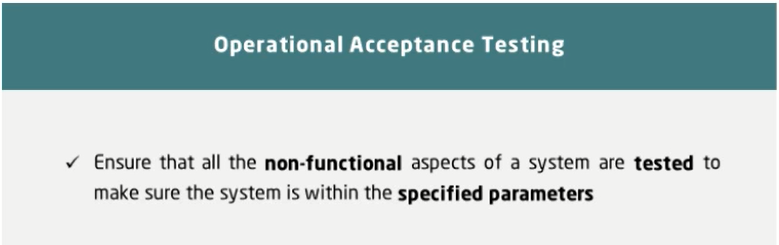 Operational Acceptance Testing
✓ Ensure that all the non-functional aspects of a system are tested to
make sure the system is within the specified parameters